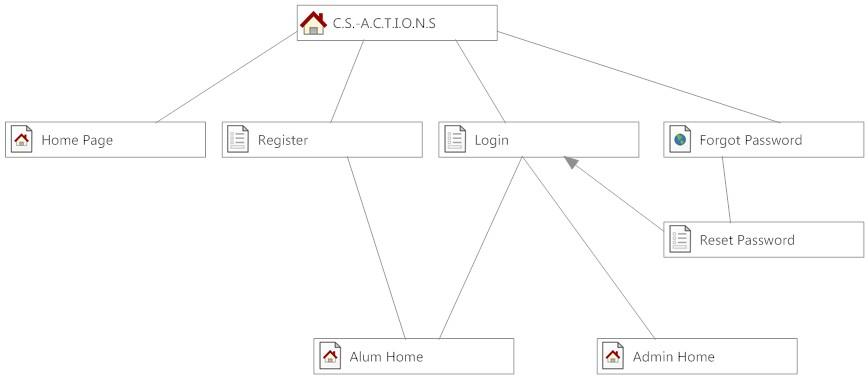 C.S.-A.C.T.I.O.N.S
Home Page
Register
Login
Forgot Password
Reset Password
Alum Home
Admin Home